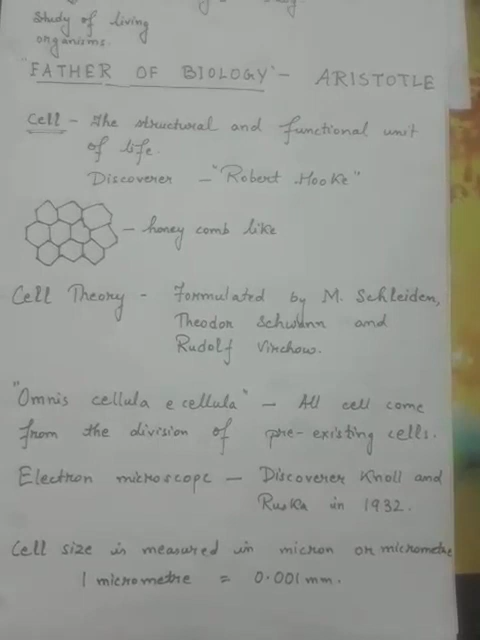 study of living
organisms.
"FATHER OF BIOLOGY" - ARISTOTLE
Cell - the structural and functional unit
of life.
Discoverer - "Robert Hooke"
- honey comb like
Cell Theory - Formulated by M. Schleiden,
Theodor Schwann and
Rudolf Virchow.
"Omnis cellula e cellula" - All cell come
from the division of pre-existing cells.
Electron microscope - Discoverer Knoll and
Ruska in 1932.
Cell size is measured in micron or micrometre
1 micrometre = 0.001 mm.